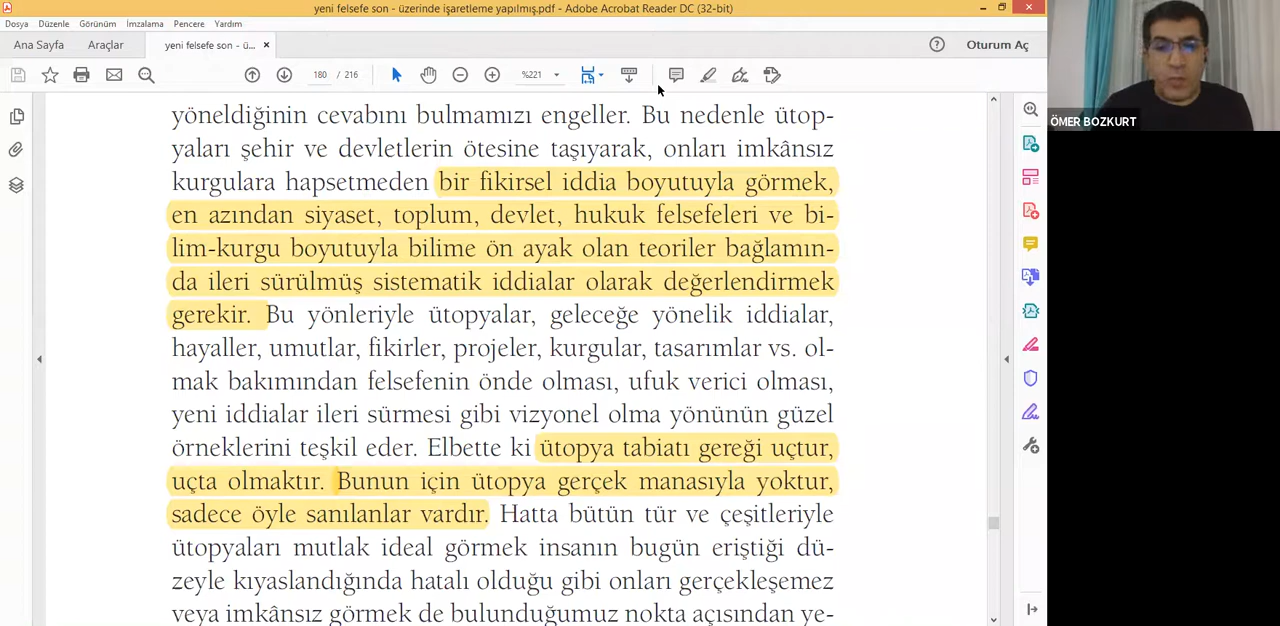 yeni felsefe son - üzerinde işaretleme yapılmış.pdf - Adobe Acrobat Reader DC (32-bit)
Dosya Düzenle Görünüm İmzalama Pencere Yardım
Ana Sayfa Araçlar yeni felsefe son - ü... × Oturum Aç
180 / 216 %221
yöneldiğinin cevabını bulmamızı engeller. Bu nedenle ütop-
yaları şehir ve devletlerin ötesine taşıyarak, onları imkânsız
kurgulara hapsetmeden bir fikirsel iddia boyutuyla görmek,
en azından siyaset, toplum, devlet, hukuk felsefeleri ve bi-
lim-kurgu boyutuyla bilime ön ayak olan teoriler bağlamın-
da ileri sürülmüş sistematik iddialar olarak değerlendirmek
gerekir. Bu yönleriyle ütopyalar, geleceğe yönelik iddialar,
hayaller, umutlar, fikirler, projeler, kurgular, tasarımlar vs. ol-
mak bakımından felsefenin önde olması, ufuk verici olması,
yeni iddialar ileri sürmesi gibi vizyonel olma yönünün güzel
örneklerini teşkil eder. Elbette ki ütopya tabiatı gereği uçtur,
uçta olmaktır. Bunun için ütopya gerçek manasıyla yoktur,
sadece öyle sanılanlar vardır. Hatta bütün tür ve çeşitleriyle
ütopyaları mutlak ideal görmek insanın bugün eriştiği dü-
zeyle kıyaslandığında hatalı olduğu gibi onları gerçekleşemez
veya imkânsız görmek de bulunduğumuz nokta açısından ye-
ÖMER BOZKURT